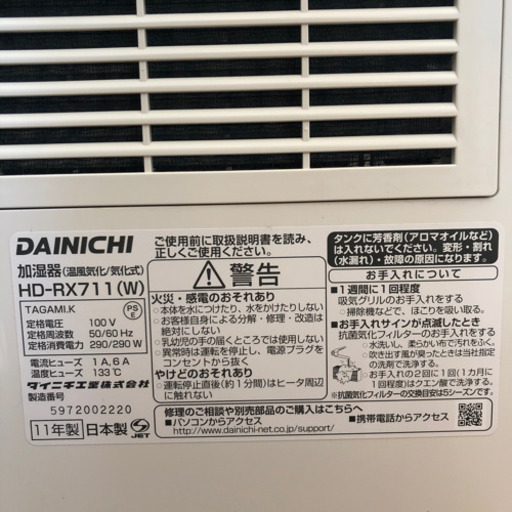 DAINICHI
加湿器(温風気化/気化式)
HD-RX711(W)
TAGAMI.K
PS
E
定格電圧 100 V
定格周波数 50/60 Hz
定格消費電力 290/290 W
電流ヒューズ 1 A,6 A
温度ヒューズ 133℃
ダイニチ工業株式会社
製造番号
5972002220
11年製 日本製 JET
ご使用前に取扱説明書を読み、
正しくご使用ください。
警告
火災・感電のおそれあり
・本体を水につけたり、水をかけたりしない
・お客様自身による分解・修理・改造は
絶対にしない
・乳幼児の手の届くところでは使用しない
・異常時は運転を停止し、電源プラグを
コンセントから抜く
やけどのおそれあり
・運転停止直後(約1分間)はヒータ周辺
に触れない
タンクに芳香剤(アロマオイルなど)
は入れないでください。変形・割れ
(水漏れ)・故障の原因になります。
お手入れについて
■1週間に1回程度
吸気グリルのお手入れをする
・掃除機などで、ほこりを吸い取る。
■お手入れサインが点滅したとき
抗菌気化フィルターのお手入れをする
・水洗いし、柔らかい布で汚れをふく。
・吹き出す風が臭ったときは当社指定
の洗剤で洗浄する。
・お手入れの2回に1回(1カ月に
1回程度)はクエン酸で洗浄する。
※抗菌気化フィルターの交換目安は5シーズンです。
修理のご相談や別売部品のご購入はこちらへ
■パソコンからアクセス
http://www.dainichi-net.co.jp/support/
■携帯電話からアクセス